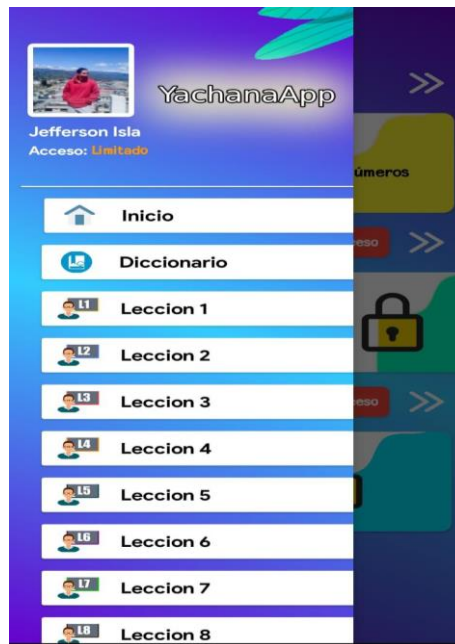 YachanaApp
Jefferson Isla
Acceso: Limitado
úmeros
Inicio
eso
Diccionario
L1 Leccion 1
L2 Leccion 2
L3 Leccion 3
eso
L4 Leccion 4
L5 Leccion 5
L6 Leccion 6
L7 Leccion 7
L8 Leccion 8